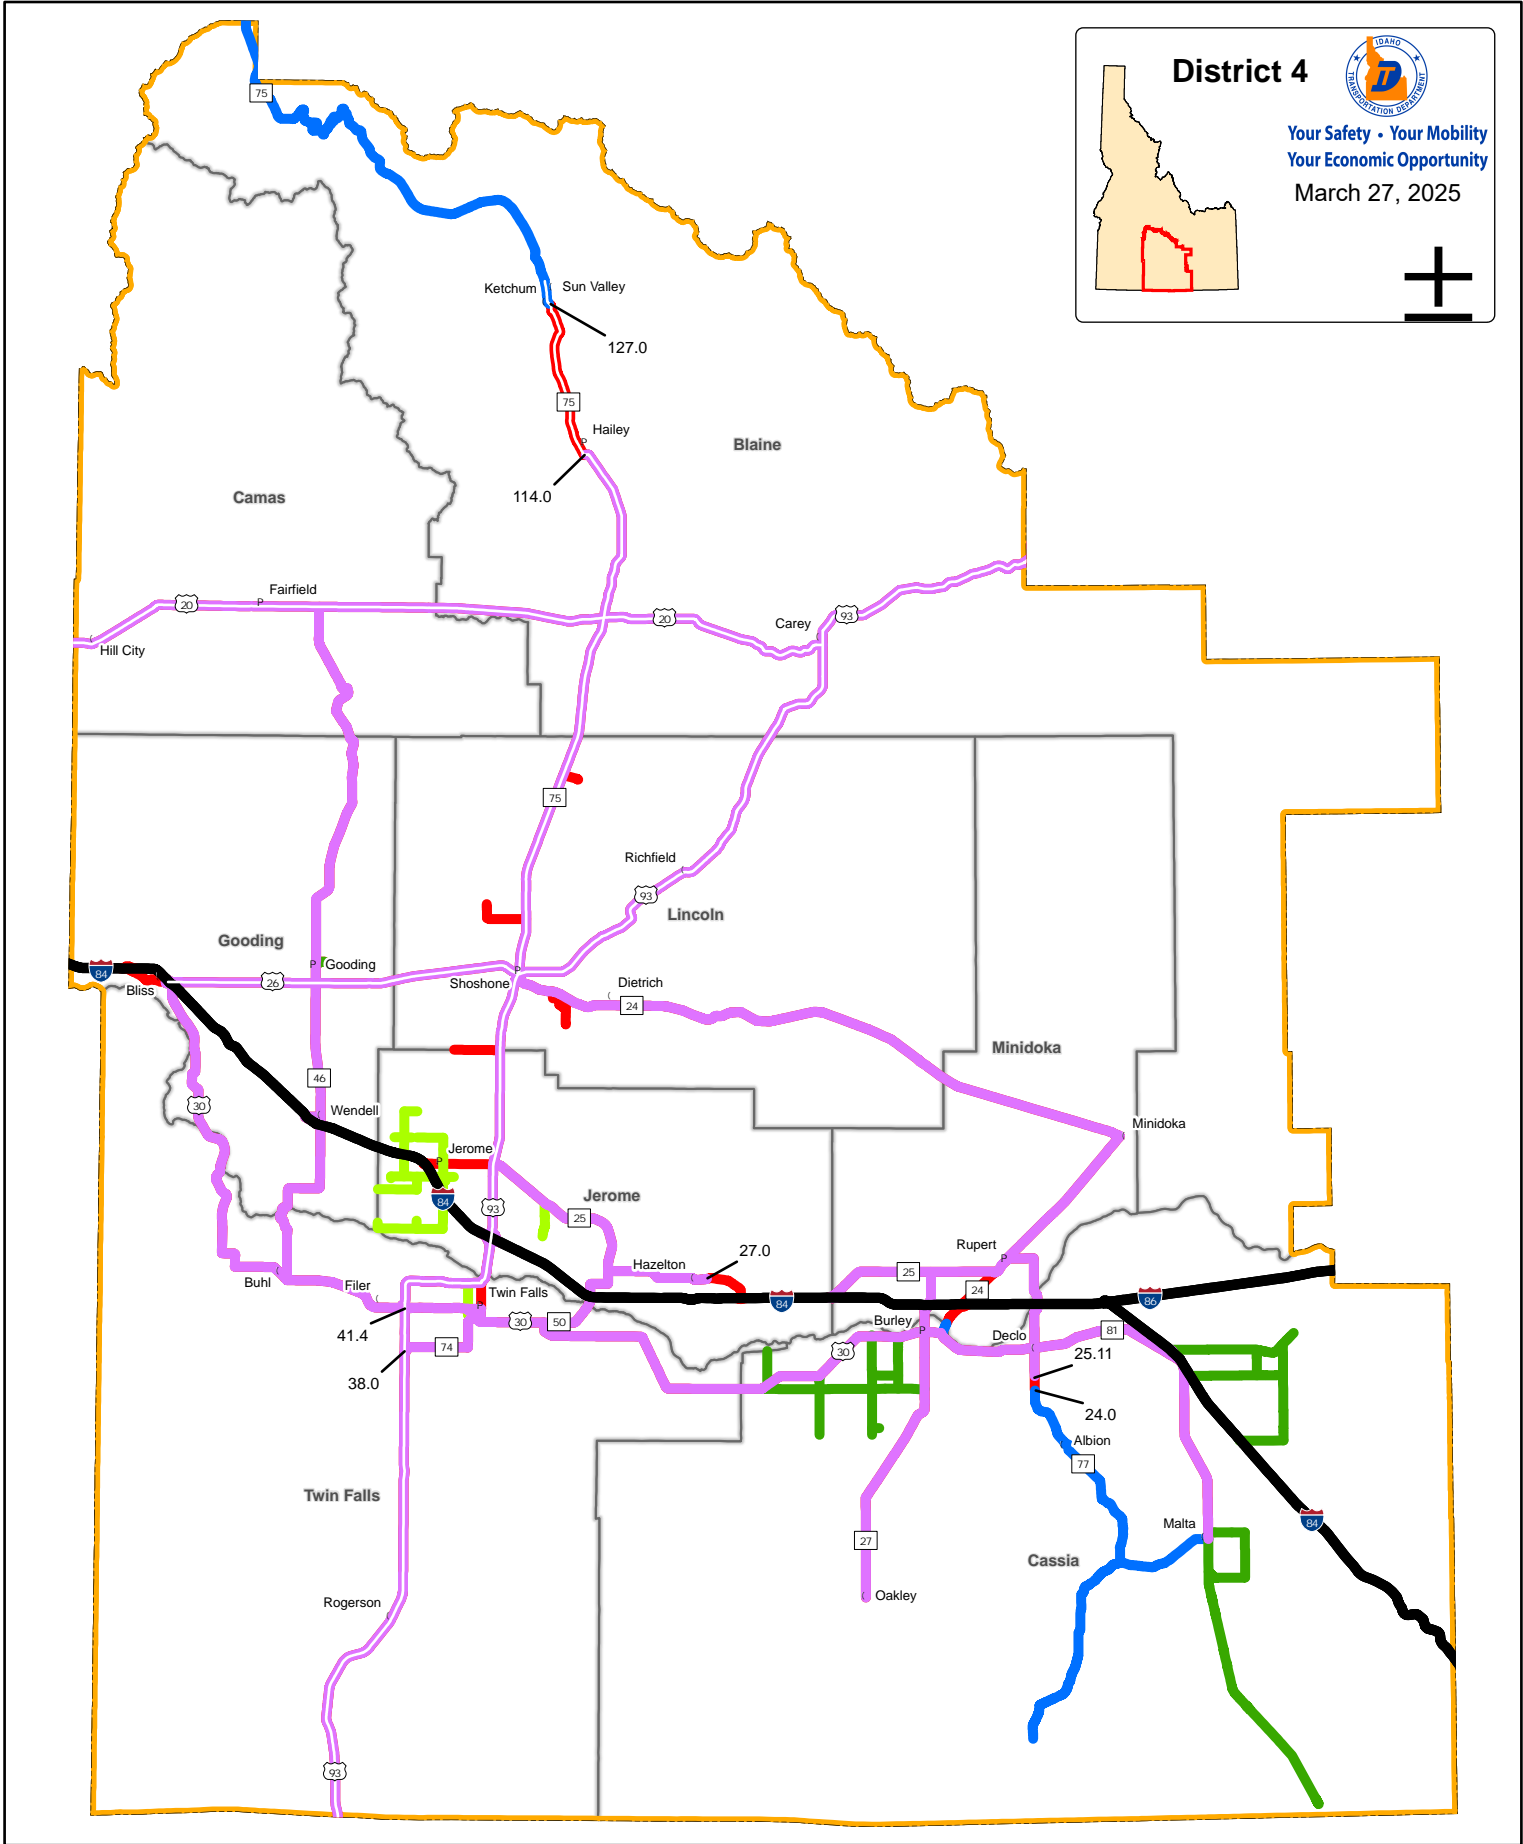 District 4
IDAHO
TRANSPORTATION DEPARTMENT
Your Safety • Your Mobility
Your Economic Opportunity
March 27, 2025
75
Ketchum
Sun Valley
127.0
75
Hailey
Blaine
114.0
Camas
Fairfield
20
20
Carey
93
Hill City
75
Richfield
93
Lincoln
Gooding
P
Gooding
84
Bliss
26
Shoshone
P
Dietrich
24
Minidoka
46
30
Wendell
Minidoka
Jerome
P
84
93
Jerome
25
Rupert
P
Hazelton
27.0
25
Buhl
Filer
24
86
Twin Falls
P
84
30
50
Burley
P
Declo
81
41.4
74
30
25.11
38.0
24.0
Albion
77
Twin Falls
84
Malta
27
Cassia
Oakley
Rogerson
93